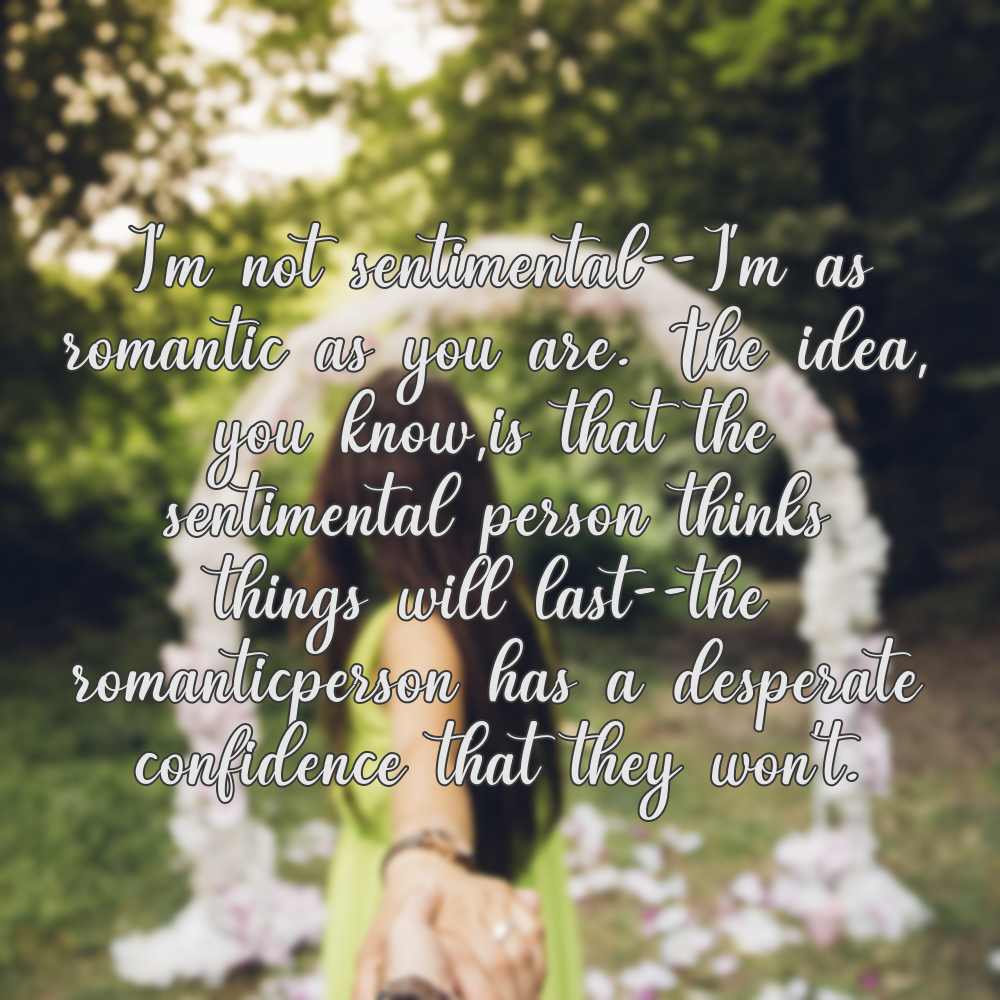 I'm not sentimental--I'm as
romantic as you are. The idea,
you know,is that the
sentimental person thinks
things will last--the
romanticperson has a desperate
confidence that they won't.